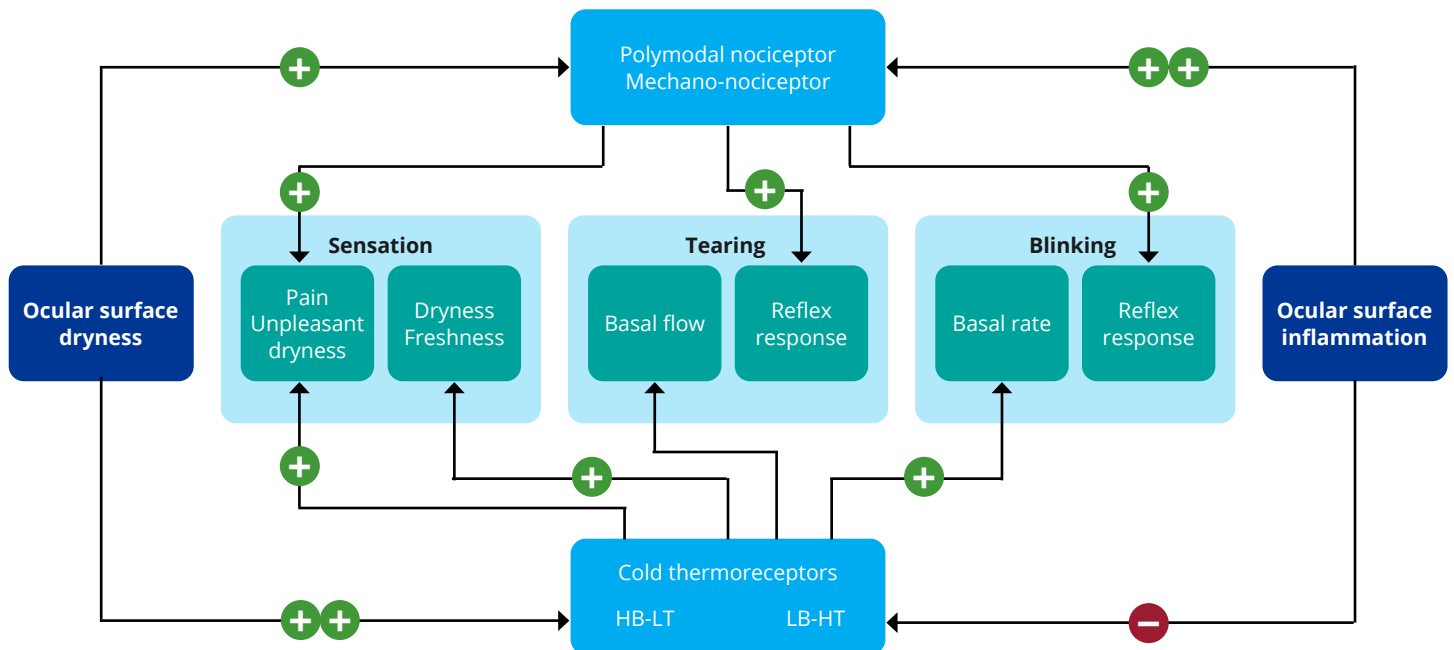 Polymodal nociceptor
Mechano-nociceptor
+
+ +
+
+
+
Sensation
Tearing
Blinking
Ocular surface
dryness
Pain
Unpleasant
dryness
Dryness
Freshness
Basal flow
Reflex
response
Basal rate
Reflex
response
Ocular surface
inflammation
+
+
+
Cold thermoreceptors
HB-LT
LB-HT
+ +
−